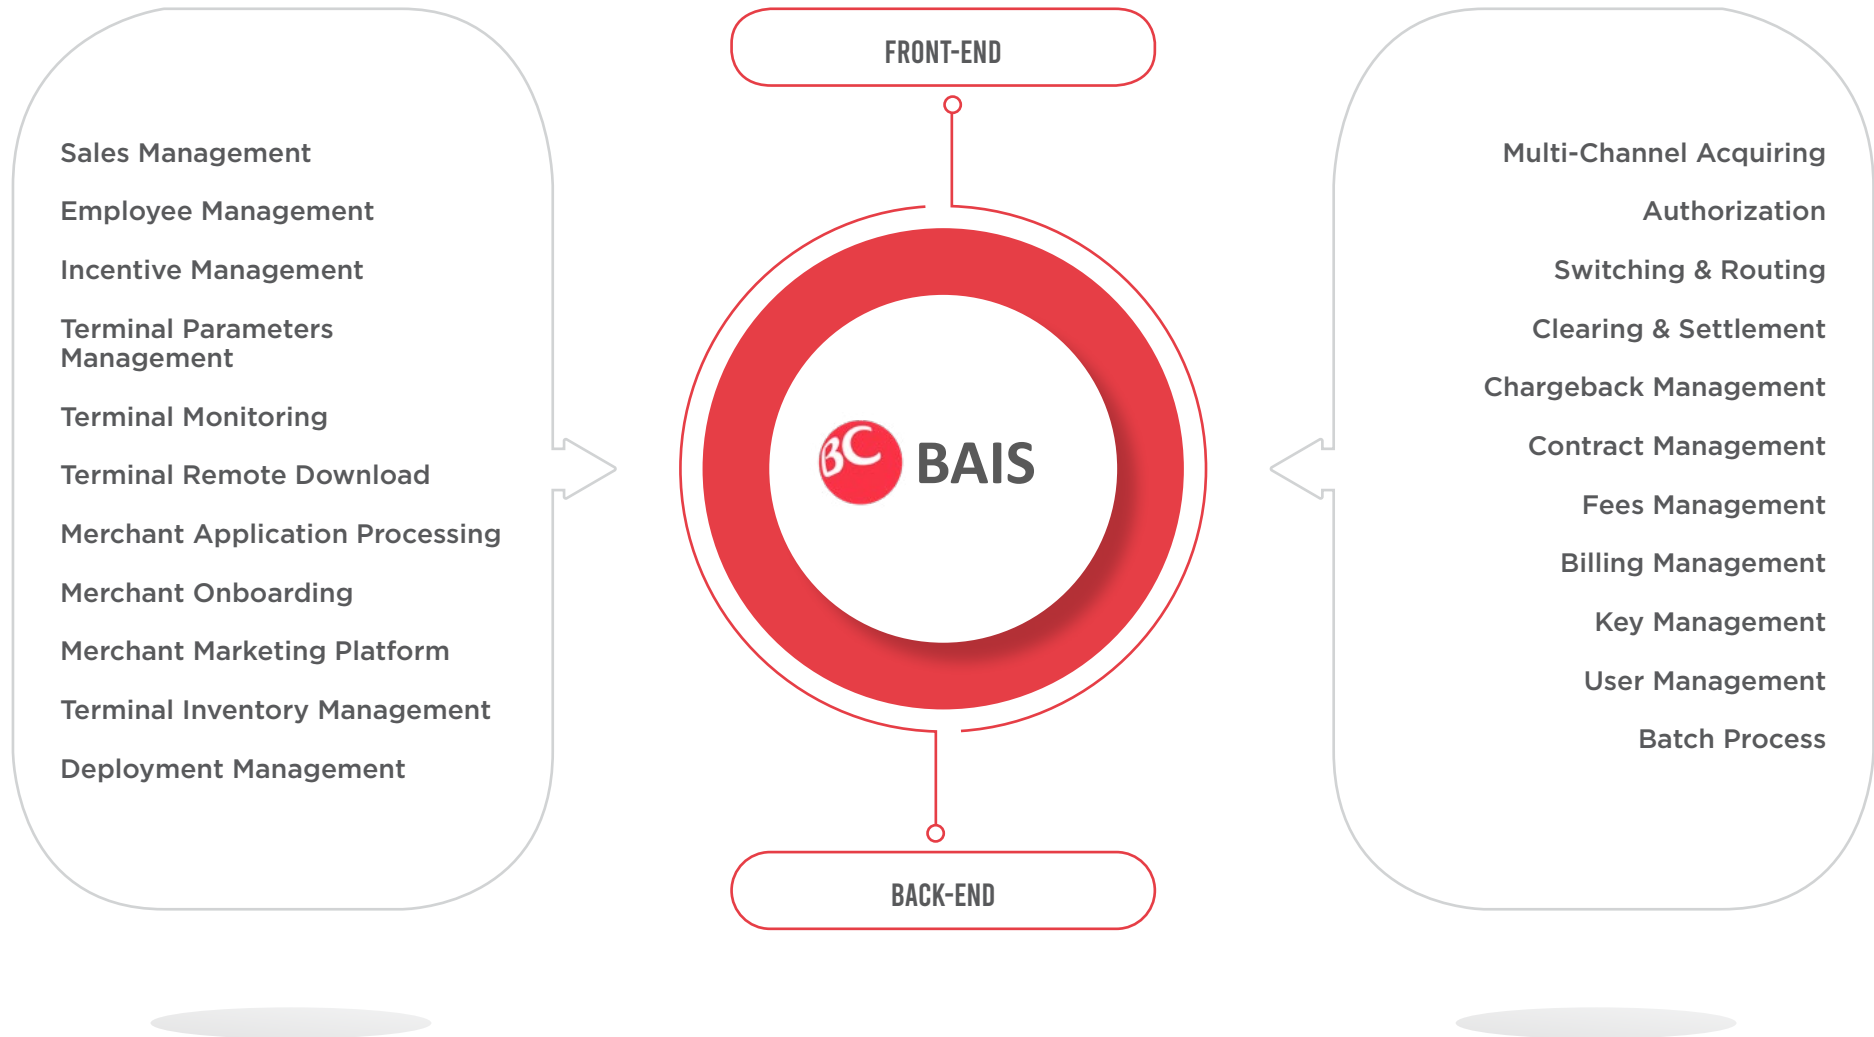 FRONT-END
Sales Management
Employee Management
Incentive Management
Terminal Parameters
Management
Terminal Monitoring
Terminal Remote Download
Merchant Application Processing
Merchant Onboarding
Merchant Marketing Platform
Terminal Inventory Management
Deployment Management
BC BAIS
Multi-Channel Acquiring
Authorization
Switching & Routing
Clearing & Settlement
Chargeback Management
Contract Management
Fees Management
Billing Management
Key Management
User Management
Batch Process
BACK-END